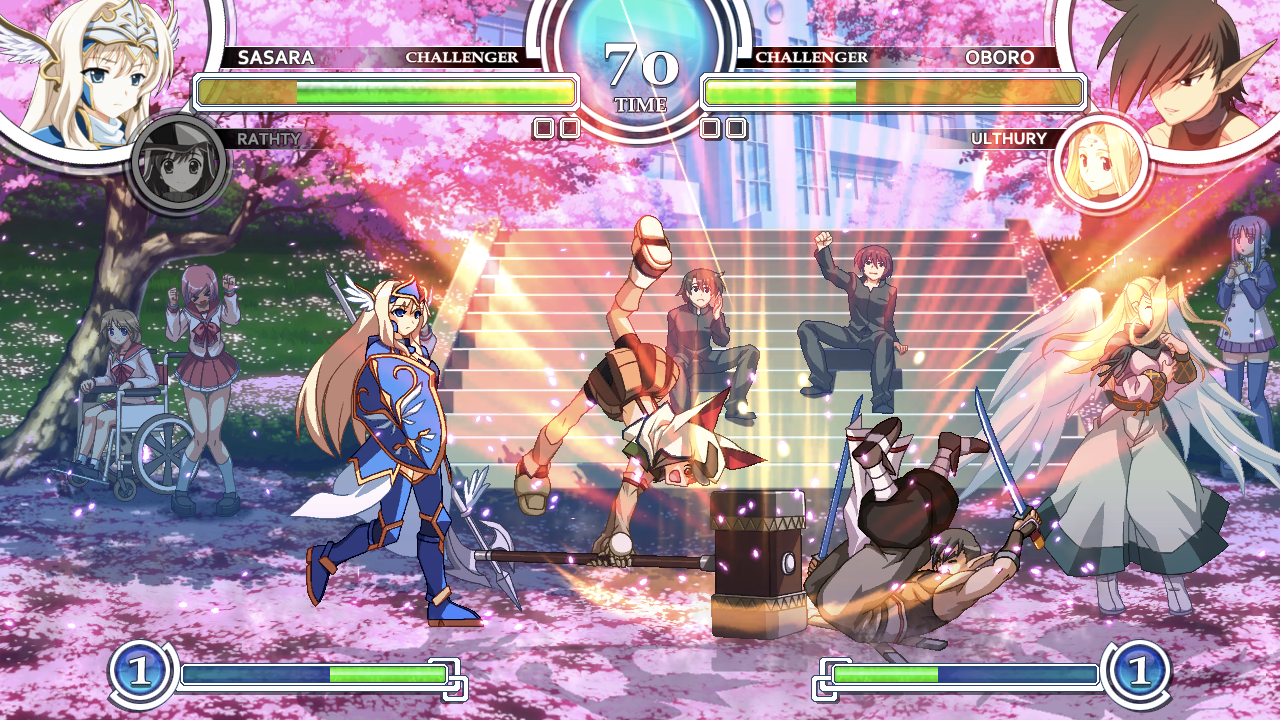 SASARA CHALLENGER
70
TIME
CHALLENGER OBORO
RATHTY
ULTHURY
1
1